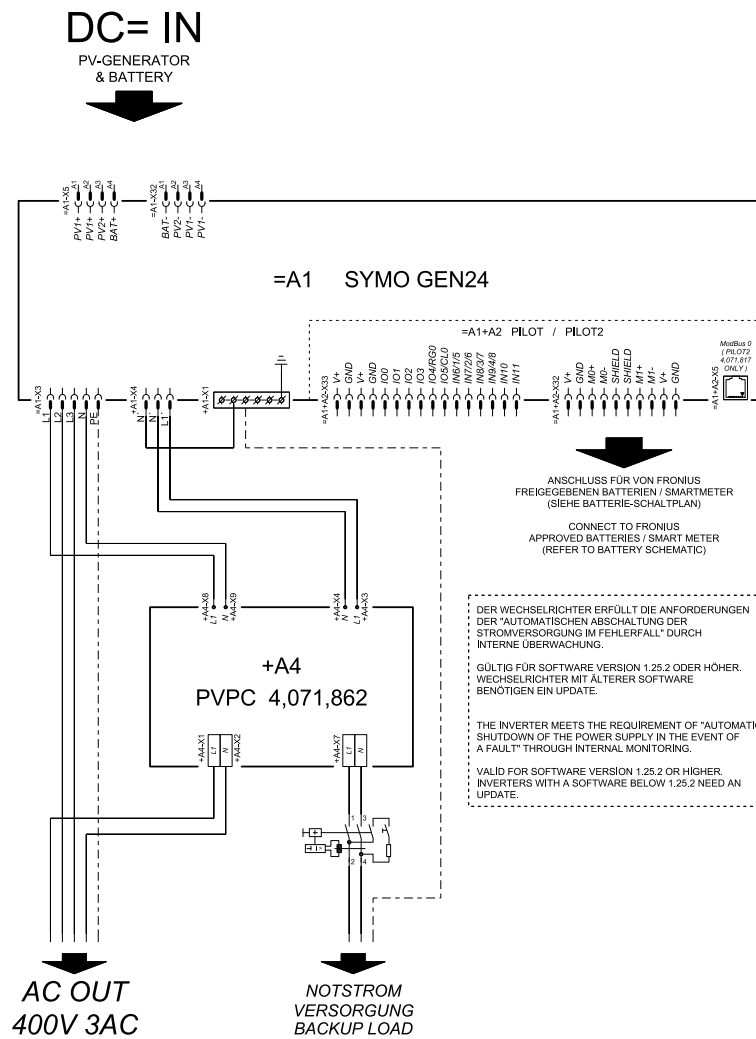 DC= IN
PV-GENERATOR
& BATTERY
=A1-X5
A1
A2
A3
A4
PV1+
PV1+
PV2+
BAT+
=A1-X32
A1
A2
A3
A4
BAT-
PV2-
PV1-
PV1-
=A1 SYMO GEN24
=A1+A2 PILOT / PILOT2
ModBus 0
( PILOT2
4,071,817
ONLY )
=A1-X3
L1
L2
L3
N
PE
+A1-X4
N
N´
L1´
+A1-X1
=A1+A2-X33
V+
GND
V+
GND
IO0
IO1
IO2
IO3
IO4/RG0
IO5/CL0
IN6/1/5
IN7/2/6
IN8/3/7
IN9/4/8
IN10
IN11
=A1+A2-X32
V+
GND
M0+
M0-
SHIELD
SHIELD
M1+
M1-
V+
GND
=A1+A2-X5
ANSCHLUSS FÜR VON FRONIUS
FREIGEGEBENEN BATTERIEN / SMARTMETER
(SIEHE BATTERIE-SCHALTPLAN)
CONNECT TO FRONIUS
APPROVED BATTERIES / SMART METER
(REFER TO BATTERY SCHEMATIC)
+A4-X8
L1
N
+A4-X9
+A4-X4
N
L1
+A4-X3
+A4
PVPC 4,071,862
+A4-X1
L1
N
+A4-X2
+A4-X7
L1
N
DER WECHSELRICHTER ERFÜLLT DIE ANFORDERUNGEN
DER "AUTOMATISCHEN ABSCHALTUNG DER
STROMVERSORGUNG IM FEHLERFALL" DURCH
INTERNE ÜBERWACHUNG.
GÜLTIG FÜR SOFTWARE VERSION 1.25.2 ODER HÖHER.
WECHSELRICHTER MIT ÄLTERER SOFTWARE
BENÖTIGEN EIN UPDATE.
THE INVERTER MEETS THE REQUIREMENT OF "AUTOMATI
SHUTDOWN OF THE POWER SUPPLY IN THE EVENT OF
A FAULT" THROUGH INTERNAL MONITORING.
VALID FOR SOFTWARE VERSION 1.25.2 OR HIGHER.
INVERTERS WITH A SOFTWARE BELOW 1.25.2 NEED AN
UPDATE.
1 3
2 4
AC OUT
400V 3AC
NOTSTROM
VERSORGUNG
BACKUP LOAD